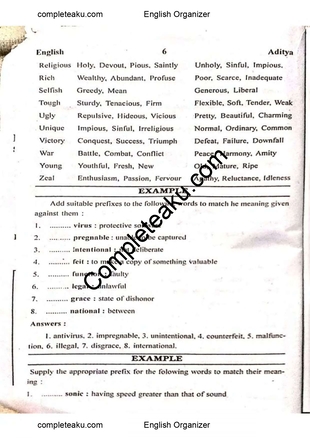 completeaku.com English Organizer
English 6 Aditya
Religious Holy, Devout, Pious, Saintly Unholy, Sinful, Impious,
Rich Wealthy, Abundant, Profuse Poor, Scarce, Inadequate
Selfish Greedy, Mean Generous, Liberal
Tough Sturdy, Tenacious, Firm Flexible, Soft, Tender, Weak
Ugly Repulsive, Hideous, Vicious Pretty, Beautiful, Charming
Unique Impious, Sinful, Irreligious Normal, Ordinary, Common
Victory Conquest, Success, Triumph Defeat, Failure, Downfall
War Battle, Combat, Conflict Peace, Harmony, Amity
Young Youthful, Fresh, New Old, Mature, Ripe
Zeal Enthusiasm, Passion, Fervour Apathy, Reluctance, Idleness
EXAMPLE
Add suitable prefixes to the following words to match he meaning given
against them :
1. .......... virus : protective software
2. .......... pregnable : unable to be captured
3. .......... intentional : not deliberate
4. .......... feit : to make a copy of something valuable
5. .......... function : faulty
6. .......... legal : unlawful
7. .......... grace : state of dishonor
8. .......... national : between
Answers :
1. antivirus, 2. impregnable, 3. unintentional, 4. counterfeit, 5. malfunc-
tion, 6. illegal, 7. disgrace, 8. international.
EXAMPLE
Supply the appropriate prefix for the following words to match their mean-
ing :
1. .......... sonic : having speed greater than that of sound
Completeaku.com
completeaku.com English Organizer